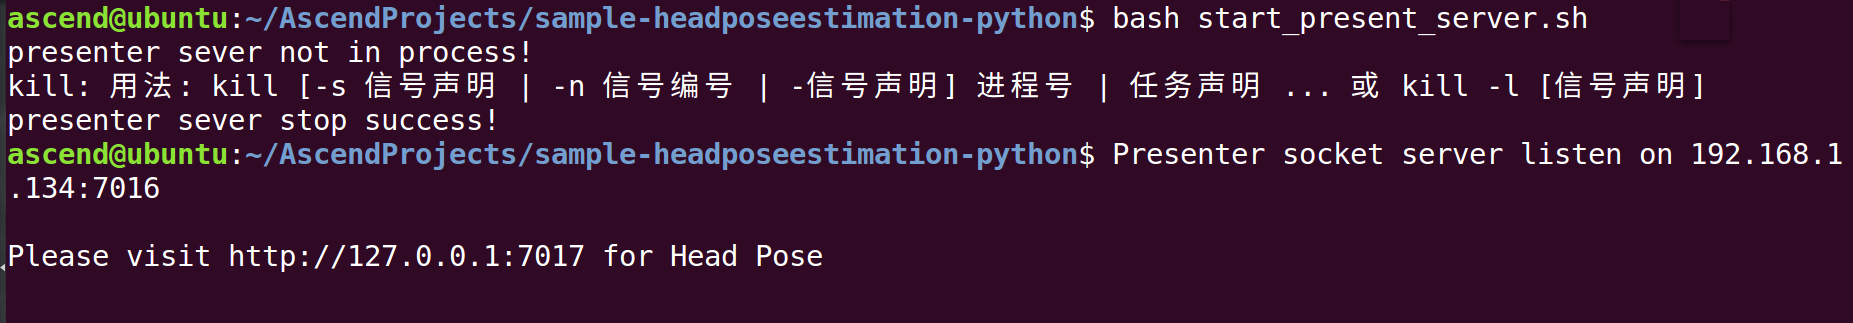 ascend@ubuntu:~/AscendProjects/sample-headposeestimation-python$ bash start_present_server.sh
presenter sever not in process!
kill: 用法: kill [-s 信号声明 | -n 信号编号 | -信号声明] 进程号 | 任务声明 ... 或 kill -l [信号声明]
presenter sever stop success!
ascend@ubuntu:~/AscendProjects/sample-headposeestimation-python$ Presenter socket server listen on 192.168.1
.134:7016
Please visit http://127.0.0.1:7017 for Head Pose